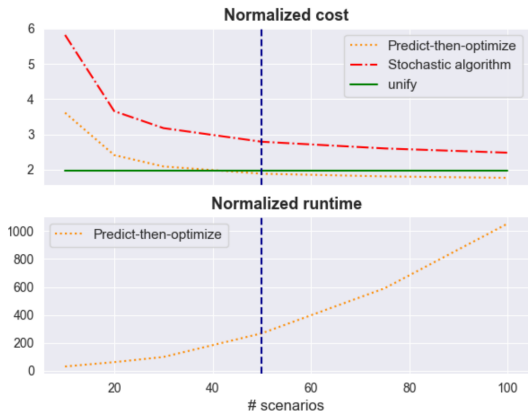 Normalized cost
6
5
4
3
2
Predict-then-optimize
Stochastic algorithm
unify
Normalized runtime
1000
800
600
400
200
0
Predict-then-optimize
20 40 60 80 100
# scenarios